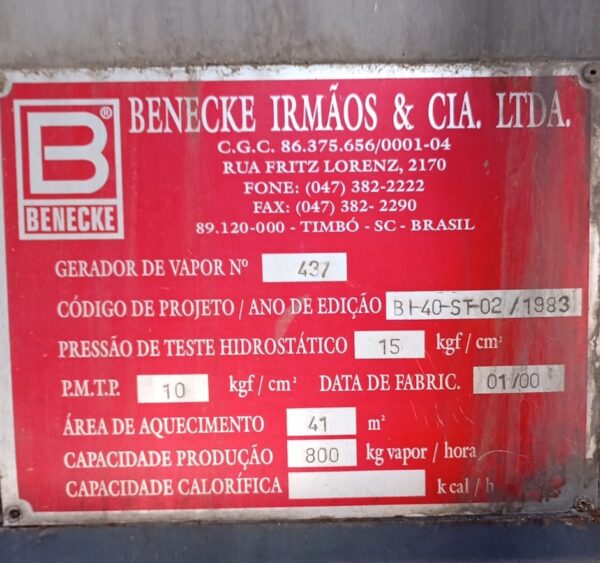 B®
BENECKE
BENECKE IRMÃOS & CIA. LTDA.
C.G.C. 86.375.656/0001-04
RUA FRITZ LORENZ, 2170
FONE: (047) 382-2222
FAX: (047) 382- 2290
89.120-000 - TIMBÓ - SC - BRASIL
GERADOR DE VAPOR Nº 437
CÓDIGO DE PROJETO / ANO DE EDIÇÃO BI-40-ST-02 / 1983
PRESSÃO DE TESTE HIDROSTÁTICO 15 kgf / cm²
P.M.T.P. 10 kgf / cm² DATA DE FABRIC. 01/00
ÁREA DE AQUECIMENTO 41 m²
CAPACIDADE PRODUÇÃO 800 kg vapor / hora
CAPACIDADE CALORÍFICA k cal / h